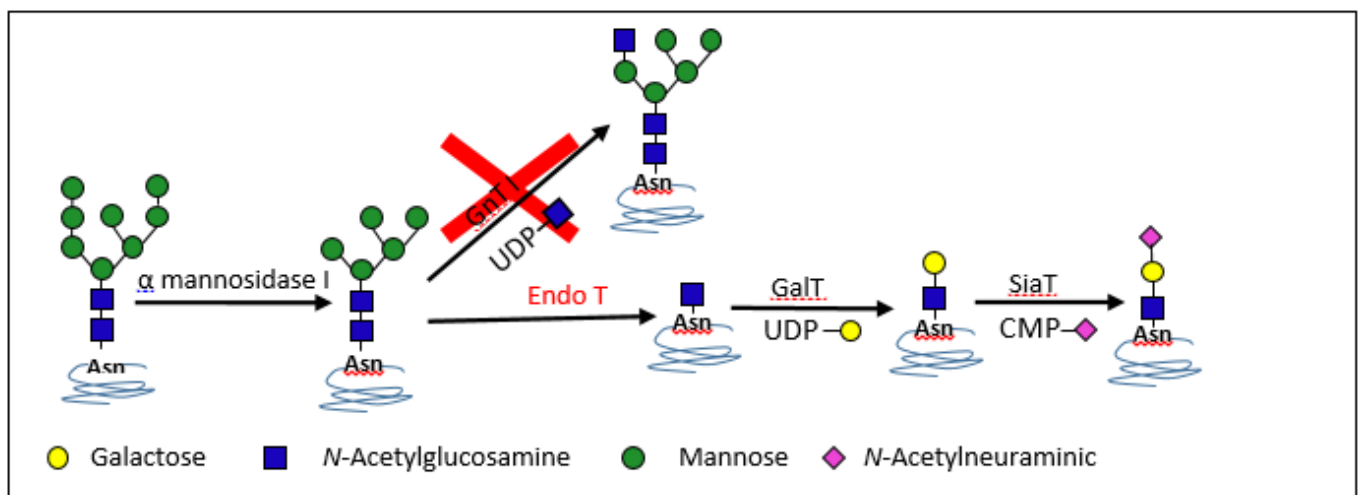 Asn
GnT I
UDP
Asn
α mannosidase I
Asn
Endo T
Asn
GalT
UDP
Asn
SiaT
CMP
Asn
Galactose
N-Acetylglucosamine
Mannose
N-Acetylneuraminic